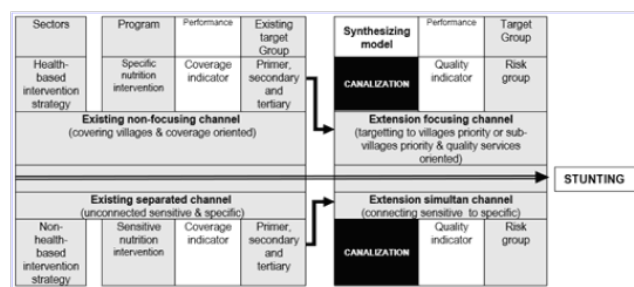 Sectors
Program
Performance
Existing
target
Group
Synthesizing
model
Performance
Target
Group
Health-
based
intervention
strategy
Specific
nutrition
intervention
Coverage
indicator
Primer,
secondary
and
tertiary
CANALIZATION
Quality
indicator
Risk
group
Existing non-focusing channel
(covering villages & coverage oriented)
Extension focusing channel
(targetting to villages priority or sub-
villages priority & quality services
oriented)
STUNTING
Existing separated channel
(unconnected sensitive & specific)
Extension simultan channel
(connecting sensitive to specific)
Non-
health-
based
intervention
strategy
Sensitive
nutrition
intervention
Coverage
indicator
Primer,
secondary
and
tertiary
CANALIZATION
Quality
indicator
Risk
group